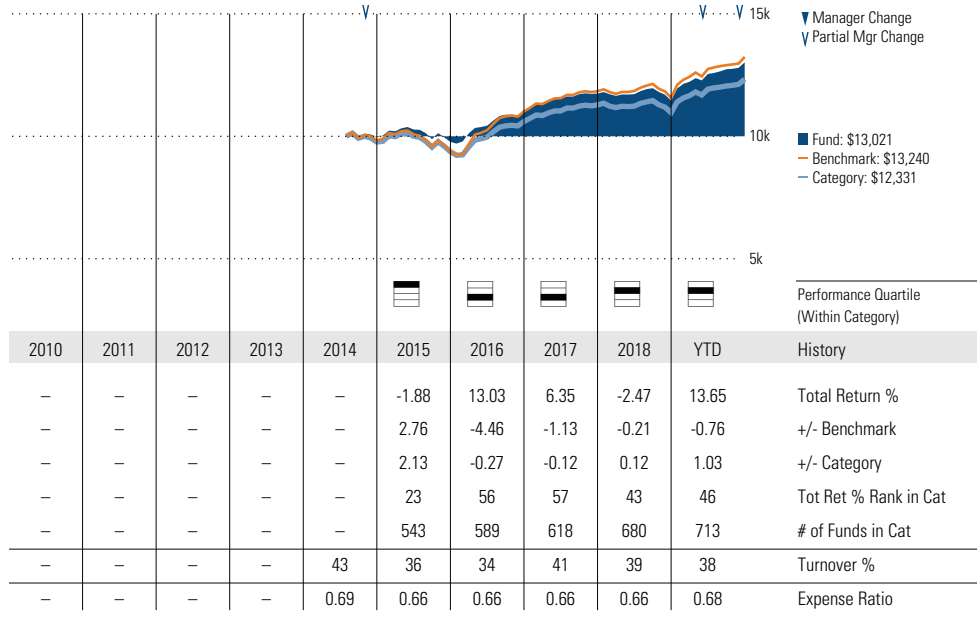 15k
Manager Change
Partial Mgr Change
10k
Fund: $13,021
Benchmark: $13,240
Category: $12,331
5k
Performance Quartile
(Within Category)
2010 2011 2012 2013 2014 2015 2016 2017 2018 YTD History
– – – – – -1.88 13.03 6.35 -2.47 13.65 Total Return %
– – – – – 2.76 -4.46 -1.13 -0.21 -0.76 +/- Benchmark
– – – – – 2.13 -0.27 -0.12 0.12 1.03 +/- Category
– – – – – 23 56 57 43 46 Tot Ret % Rank in Cat
– – – – – 543 589 618 680 713 # of Funds in Cat
– – – – 43 36 34 41 39 38 Turnover %
– – – – 0.69 0.66 0.66 0.66 0.66 0.68 Expense Ratio